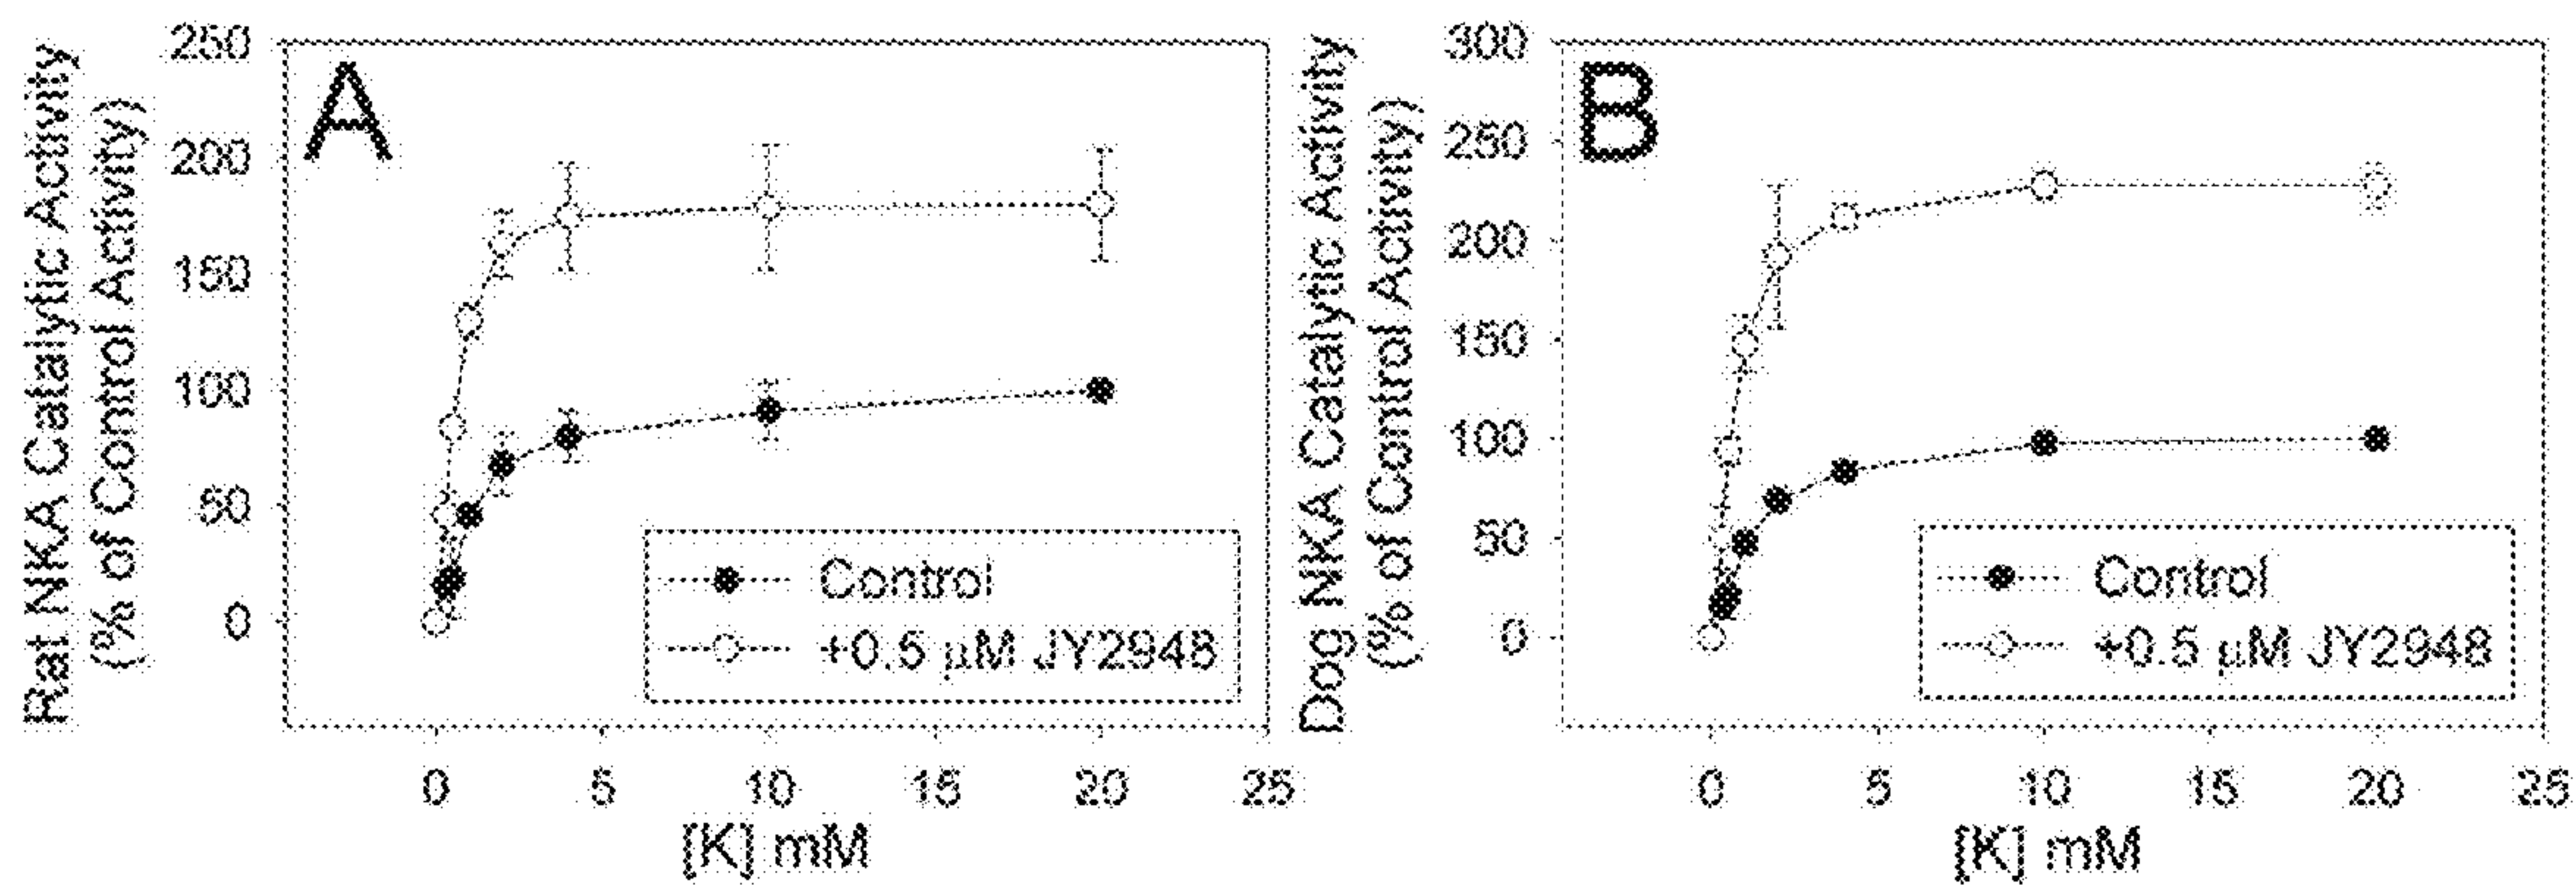 Rat NKA Catalytic Activity
(% of Control Activity)
250
200
150
100
50
0
A
Control
+0.5 μM JY2948
0 5 10 15 20 25
[K] mM
Dog NKA Catalytic Activity
(% of Control Activity)
300
250
200
150
100
50
0
B
Control
+0.5 μM JY2948
0 5 10 15 20 25
[K] mM